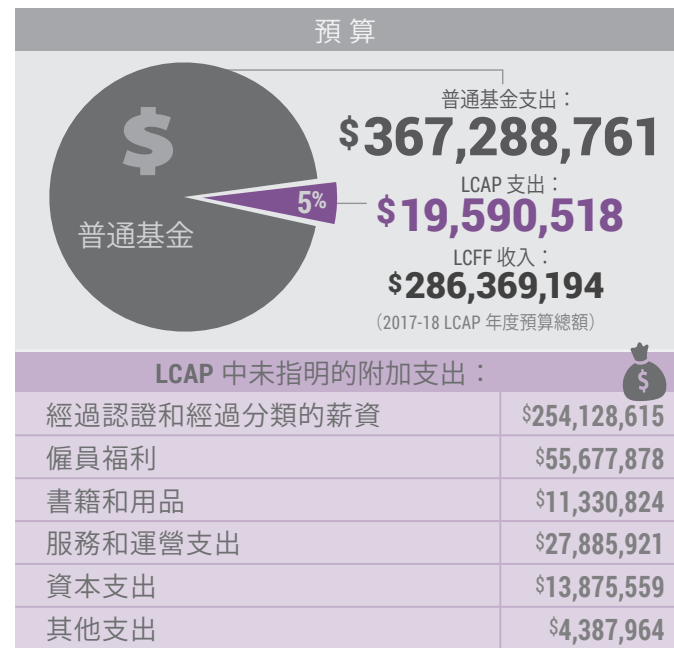 預算
$
普通基金
5%
普通基金支出：
$367,288,761
LCAP 支出：
$19,590,518
LCFF 收入：
$286,369,194
（2017-18 LCAP 年度預算總額）
LCAP 中未指明的附加支出：
$
經過認證和經過分類的薪資 $254,128,615
僱員福利 $55,677,878
書籍和用品 $11,330,824
服務和運營支出 $27,885,921
資本支出 $13,875,559
其他支出 $4,387,964